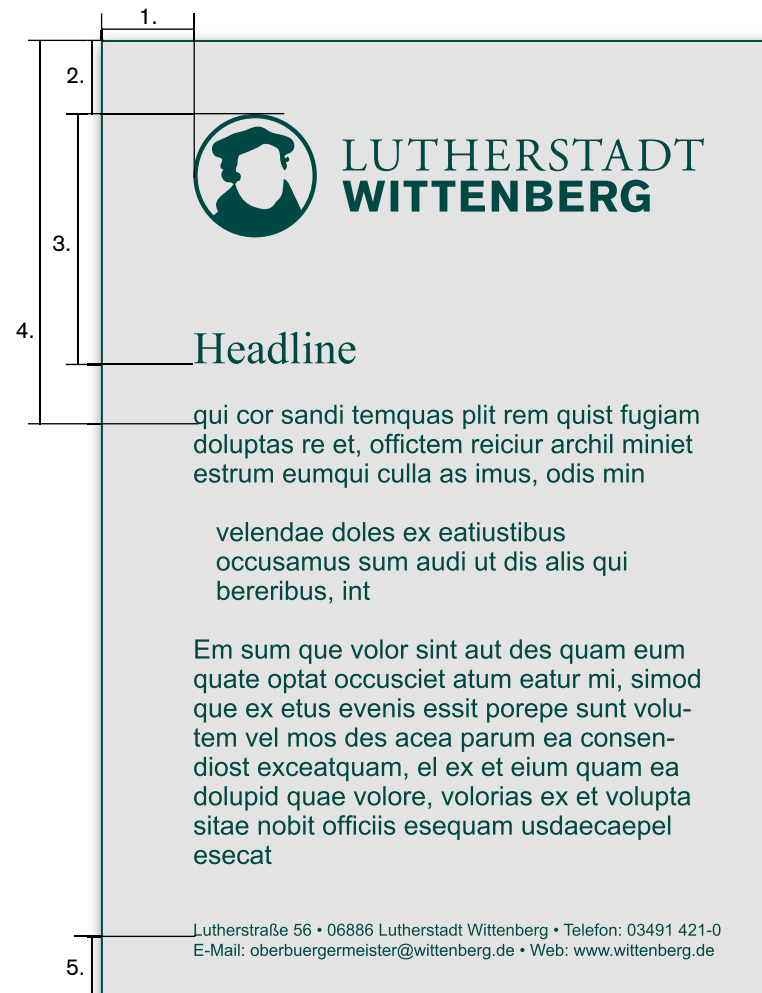 1.
2.
LUTHERSTADT
WITTENBERG
3.
4.
Headline
qui cor sandi temquas plit rem quist fugiam
doluptas re et, offictem reiciur archil miniet
estrum eumqui culla as imus, odis min
velendae doles ex eatiustibus
occusamus sum audi ut dis alis qui
bereribus, int
Em sum que volor sint aut des quam eum
quate optat occusciet atum eatur mi, simod
que ex etus evenis essit porepe sunt volu-
tem vel mos des acea parum ea consen-
diost exceatquam, el ex et eium quam ea
dolupid quae volore, volorias ex et volupta
sitae nobit officiis esequam usdaecaepel
esecat
Lutherstraße 56 • 06886 Lutherstadt Wittenberg • Telefon: 03491 421-0
E-Mail: oberbuergermeister@wittenberg.de • Web: www.wittenberg.de
5.